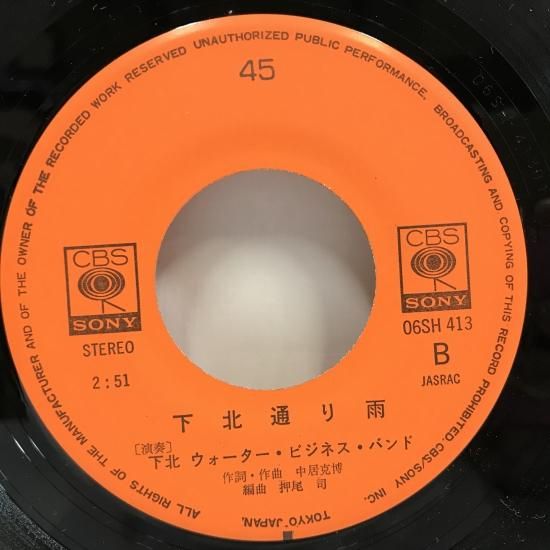 45
ALL RIGHTS OF THE MANUFACTURER AND OF THE OWNER OF THE RECORDED WORK RESERVED UNAUTHORIZED PUBLIC PERFORMANCE, BROADCASTING AND COPYING OF THIS RECORD PROHIBITED. CBS/SONY INC. TOKYO JAPAN.
CBS
SONY
STEREO
2:51
CBS
SONY
06SH 413
B
JASRAC
下北通り雨
〔演奏〕
下北 ウォーター・ビジネス・バンド
作詞・作曲 中居克博
編曲 押尾 司